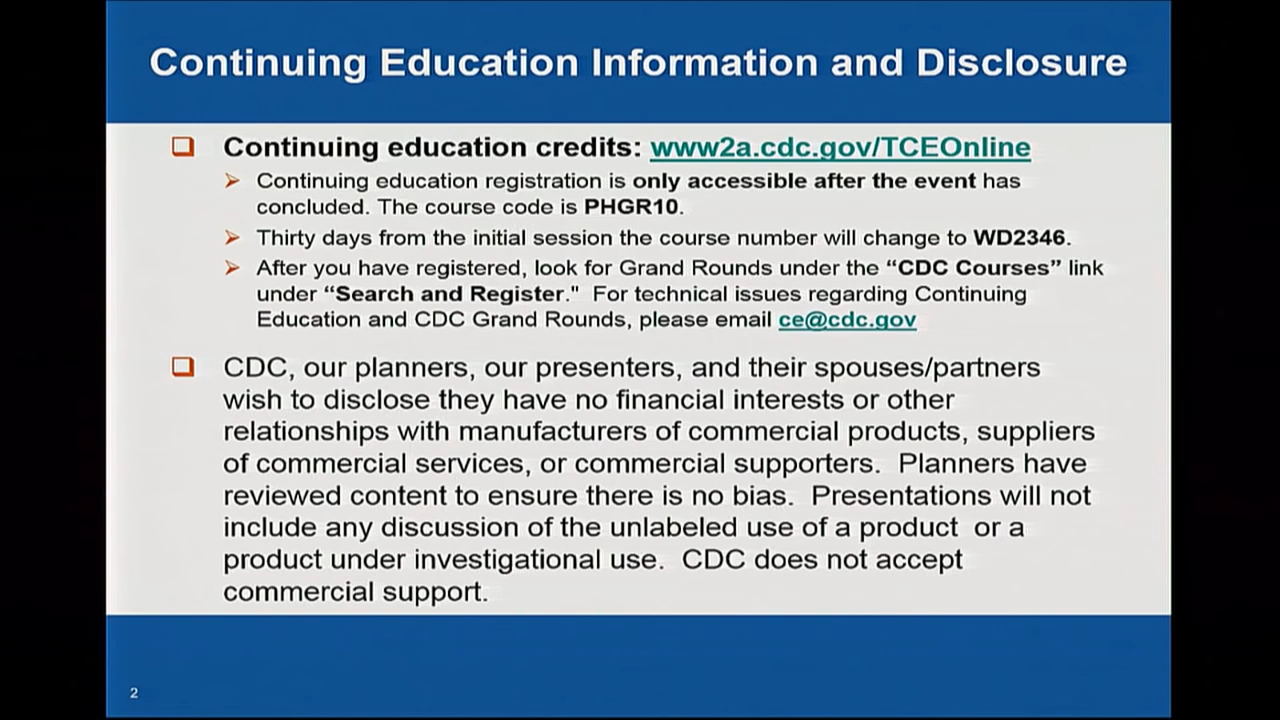 Continuing Education Information and Disclosure
Continuing education credits: www2a.cdc.gov/TCEOnline
Continuing education registration is only accessible after the event has
concluded. The course code is PHGR10.
Thirty days from the initial session the course number will change to WD2346.
After you have registered, look for Grand Rounds under the “CDC Courses” link
under “Search and Register."  For technical issues regarding Continuing
Education and CDC Grand Rounds, please email ce@cdc.gov
CDC, our planners, our presenters, and their spouses/partners
wish to disclose they have no financial interests or other
relationships with manufacturers of commercial products, suppliers
of commercial services, or commercial supporters.  Planners have
reviewed content to ensure there is no bias.  Presentations will not
include any discussion of the unlabeled use of a product  or a
product under investigational use.  CDC does not accept
commercial support.
2